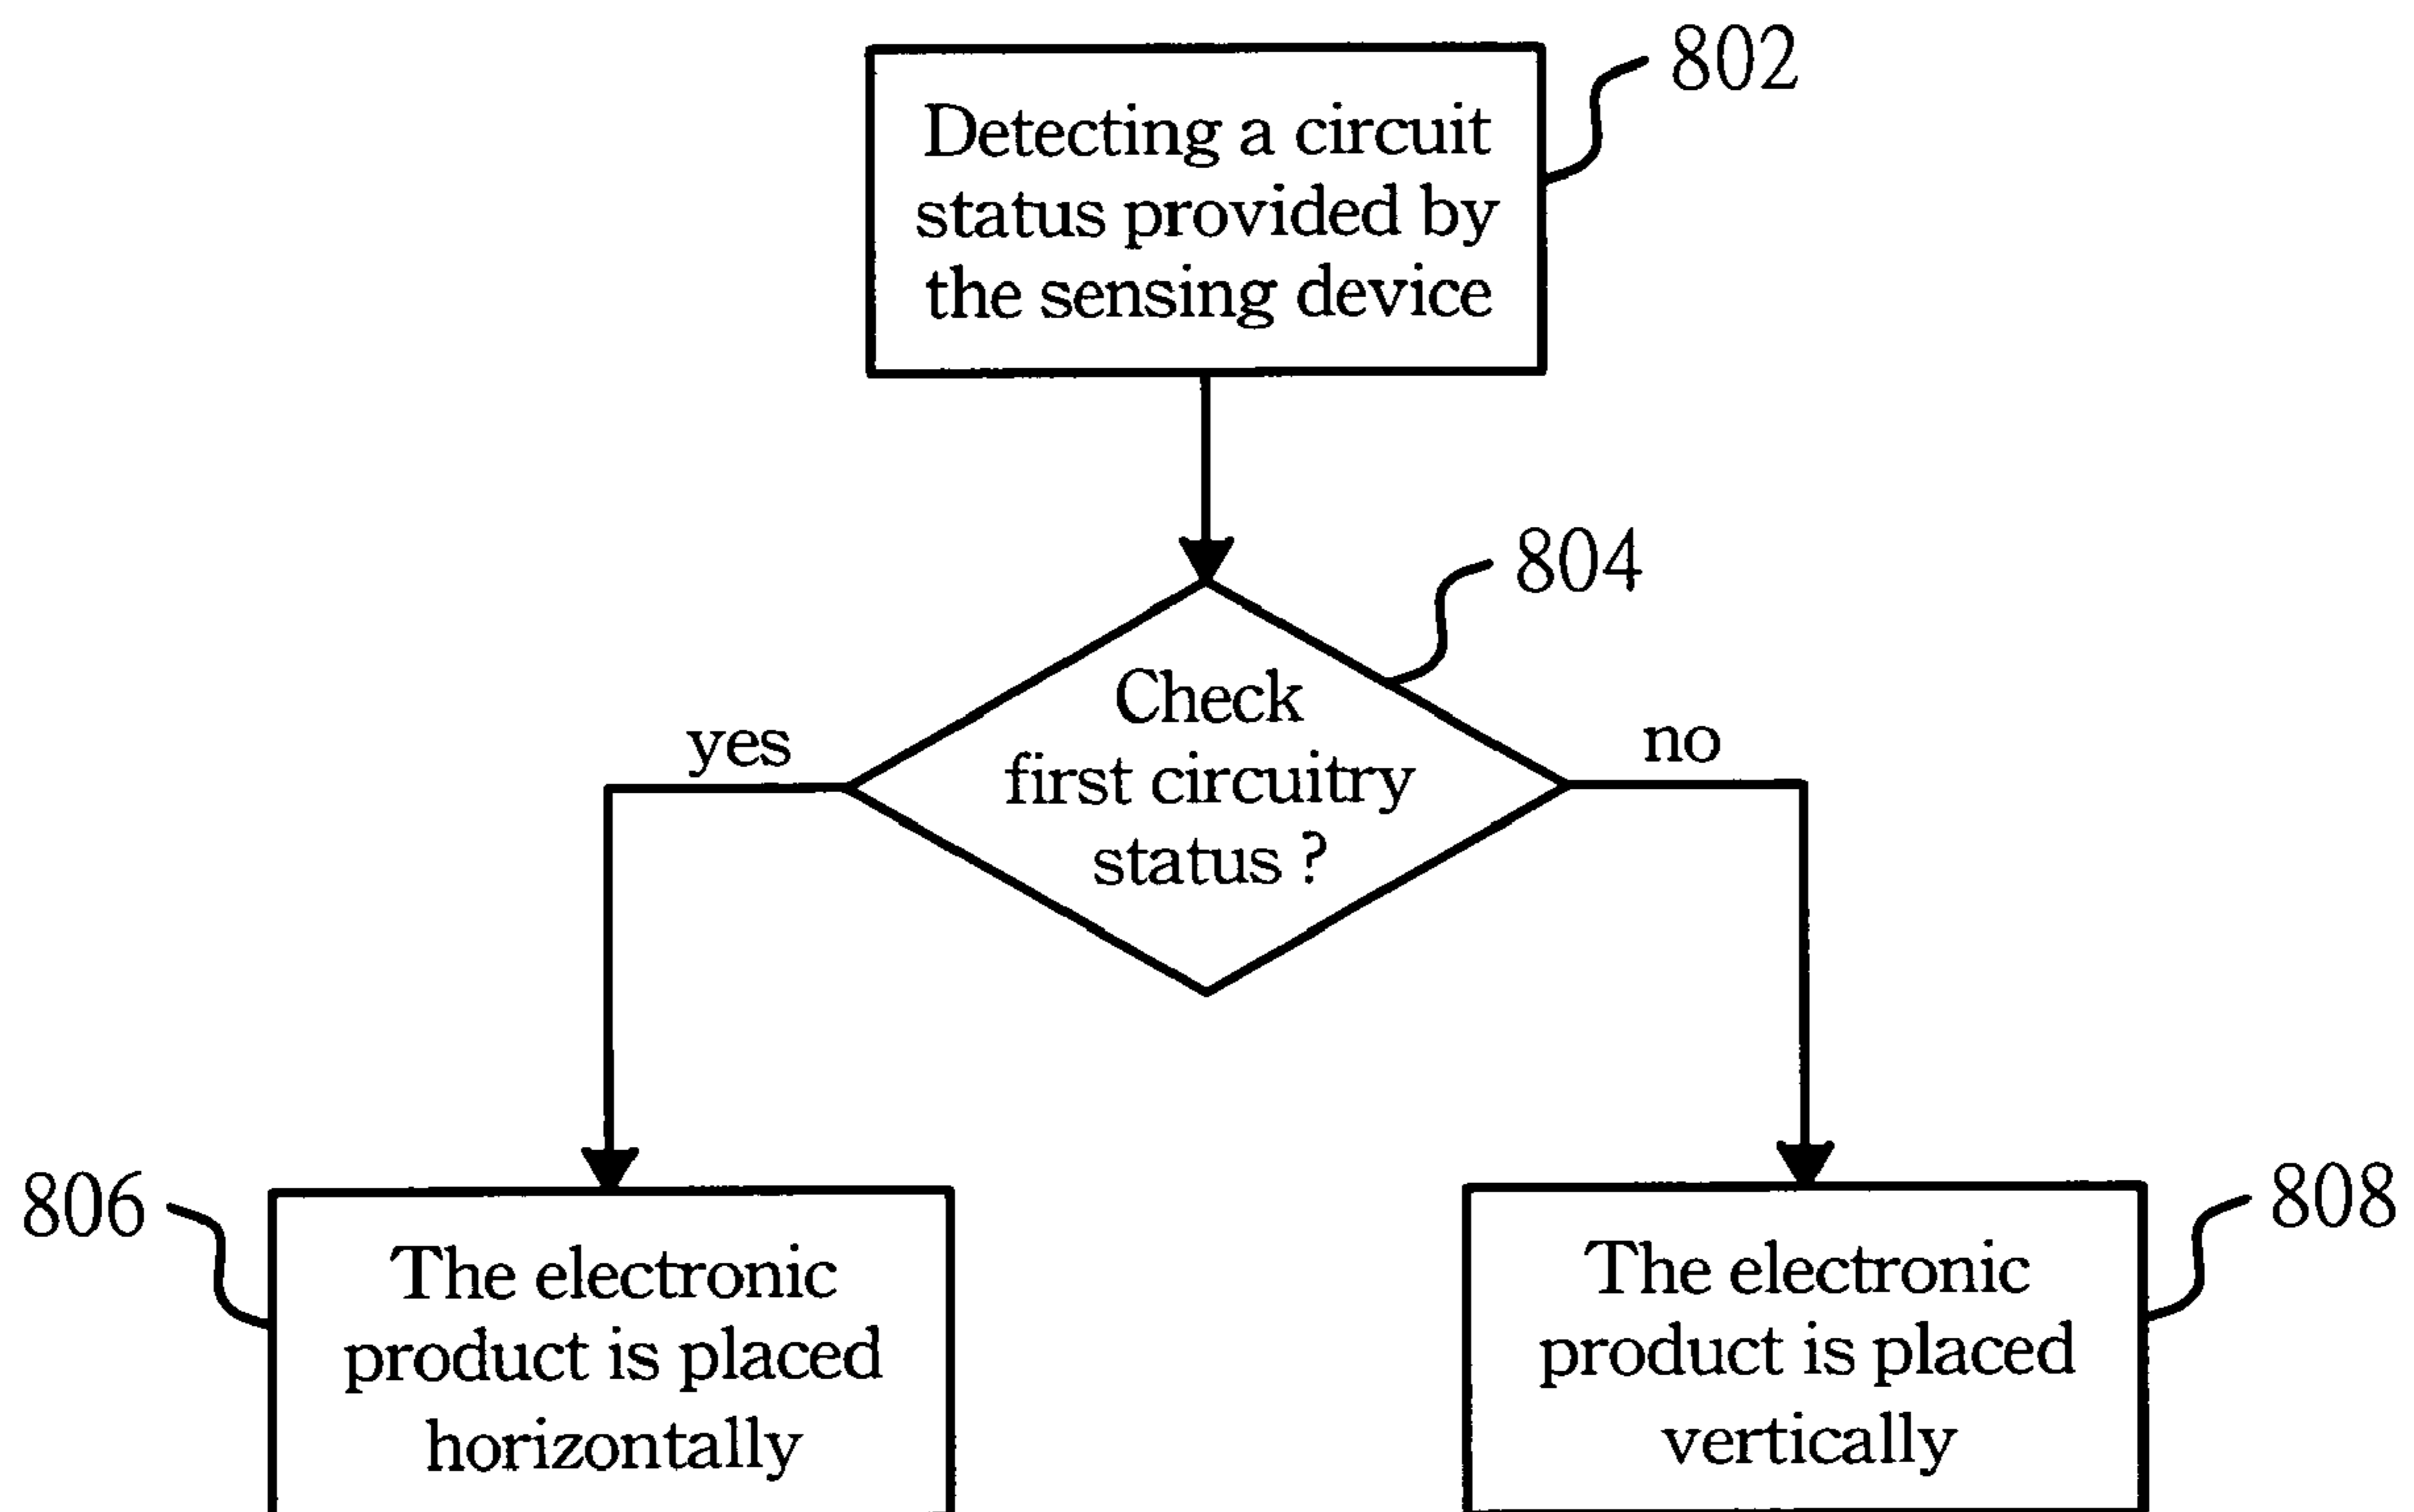 802
Detecting a circuit
status provided by
the sensing device
804
Check
first circuitry
status ?
yes
no
806
The electronic
product is placed
horizontally
808
The electronic
product is placed
vertically